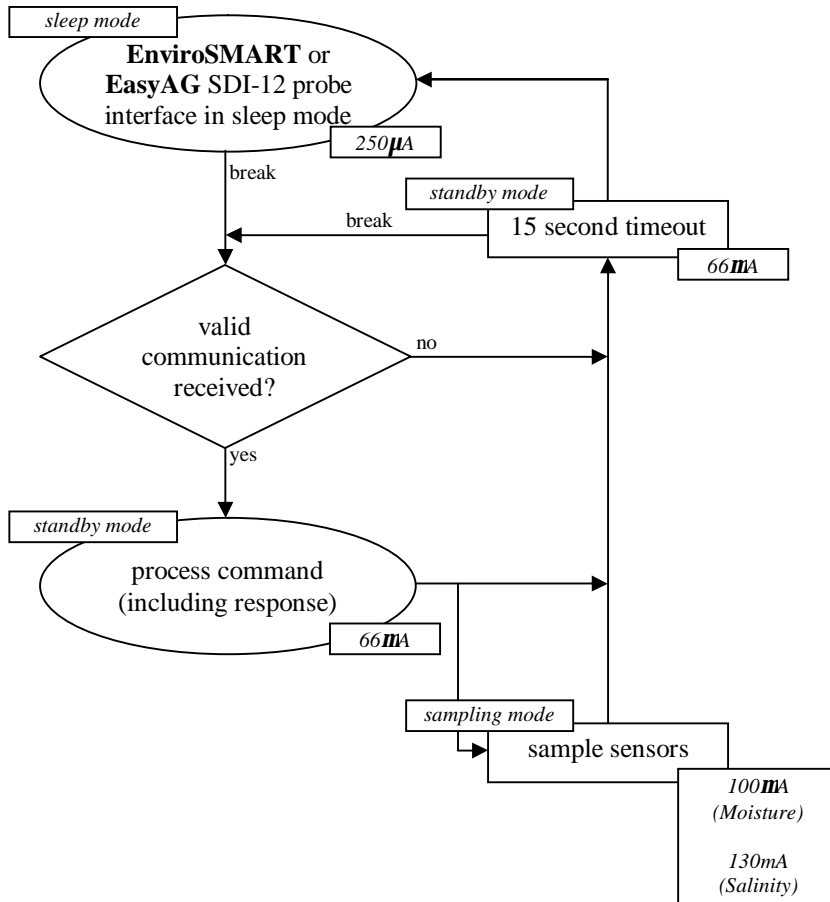 sleep mode
EnviroSMART or
EasyAG SDI-12 probe
interface in sleep mode
250µA
break
standby mode
15 second timeout
66mA
break
valid
communication
received?
no
yes
standby mode
process command
(including response)
66mA
sampling mode
sample sensors
100mA
(Moisture)
130mA
(Salinity)